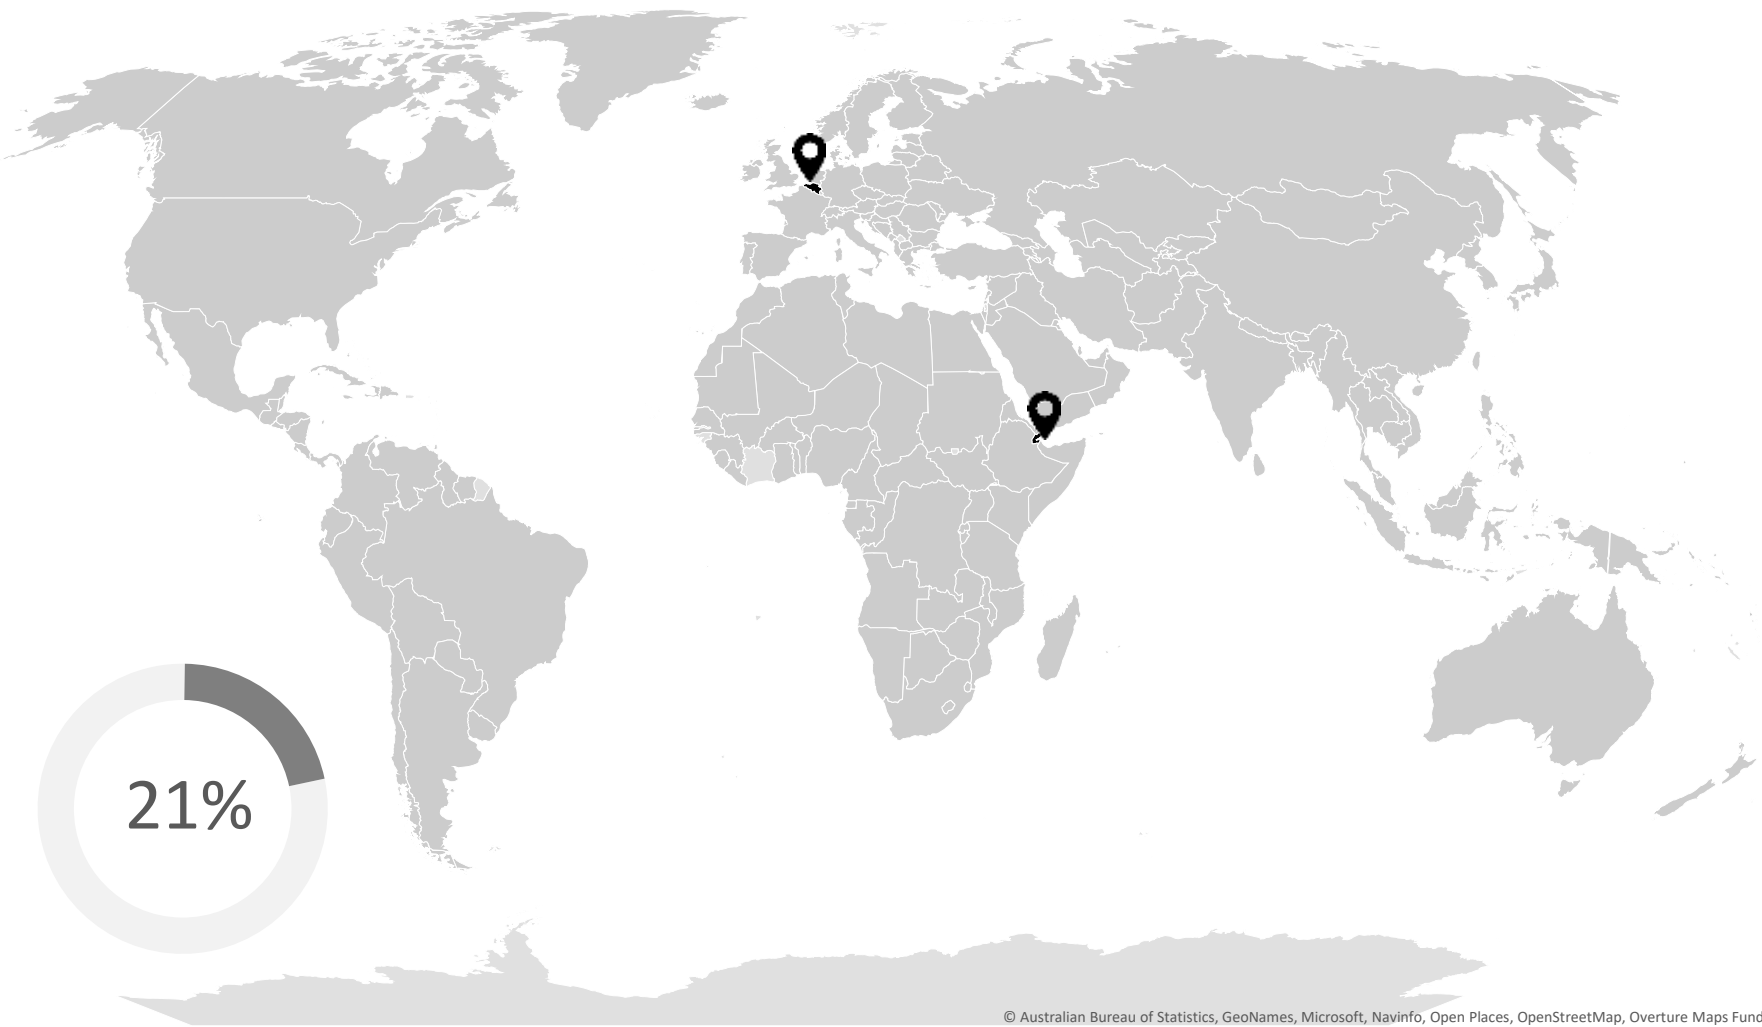 21%
© Australian Bureau of Statistics, GeoNames, Microsoft, Navinfo, Open Places, OpenStreetMap, Overture Maps Fund